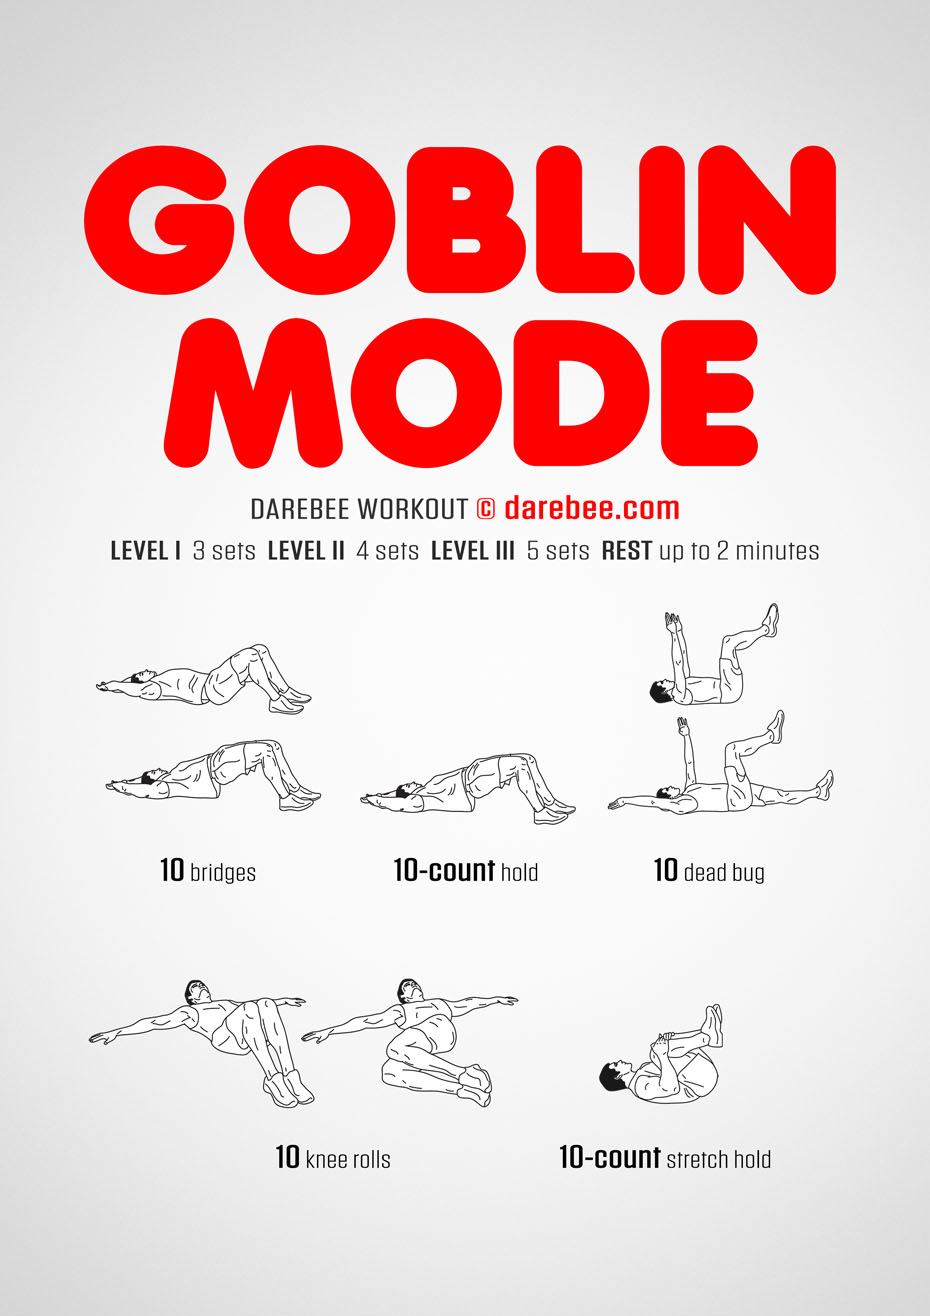 GOBLIN
MODE
DAREBEE WORKOUT © darebee.com
LEVEL I 3 sets LEVEL II 4 sets LEVEL III 5 sets REST up to 2 minutes
10 bridges
10-count hold
10 dead bug
10 knee rolls
10-count stretch hold